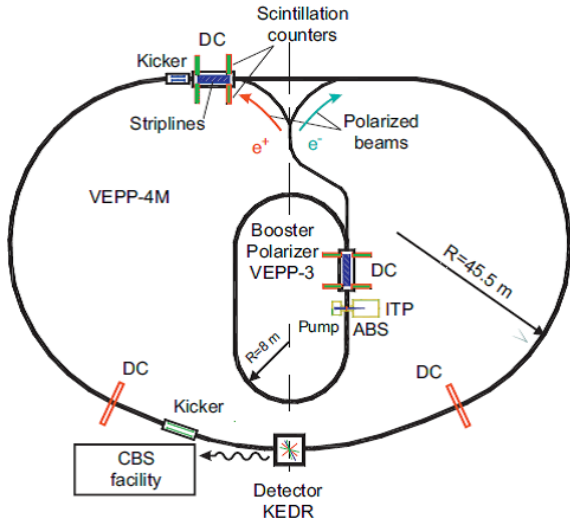 Scintillation
counters
DC
Kicker
Striplines
e+
e-
Polarized
beams
VEPP-4M
Booster
Polarizer
VEPP-3
DC
R=45.5 m
ITP
Pump
ABS
R=8 m
DC
DC
Kicker
CBS
facility
Detector
KEDR